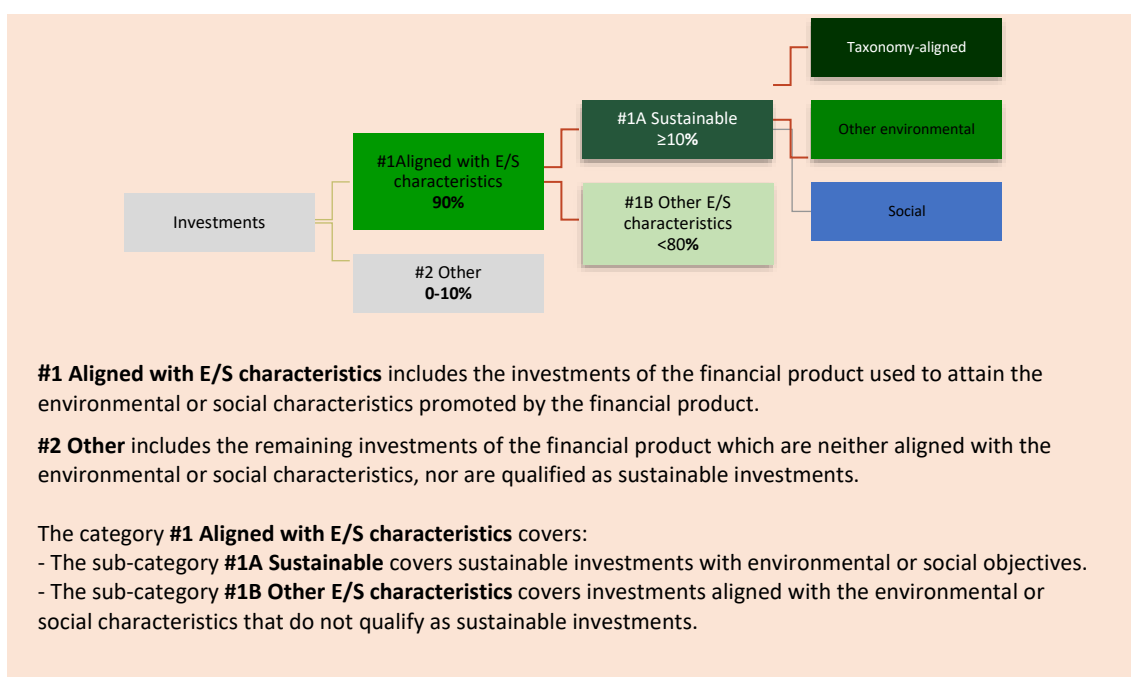 Taxonomy-aligned
#1A Sustainable
≥10%
Other environmental
#1Aligned with E/S
characteristics
90%
#1B Other E/S
characteristics
<80%
Social
Investments
#2 Other
0-10%
#1 Aligned with E/S characteristics includes the investments of the financial product used to attain the
environmental or social characteristics promoted by the financial product.
#2 Other includes the remaining investments of the financial product which are neither aligned with the
environmental or social characteristics, nor are qualified as sustainable investments.
The category #1 Aligned with E/S characteristics covers:
- The sub-category #1A Sustainable covers sustainable investments with environmental or social objectives.
- The sub-category #1B Other E/S characteristics covers investments aligned with the environmental or
social characteristics that do not qualify as sustainable investments.